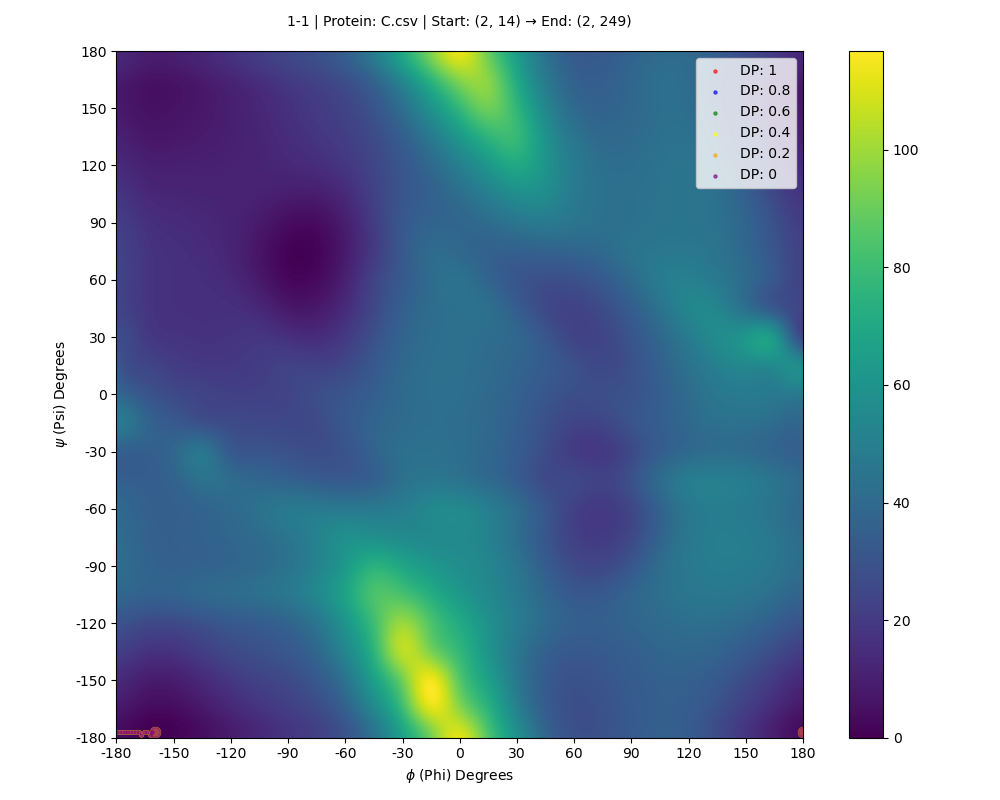 1-1 | Protein: C.csv | Start: (2, 14) → End: (2, 249)
DP: 1
DP: 0.8
DP: 0.6
DP: 0.4
DP: 0.2
DP: 0
180
150
120
90
60
30
0
-30
-60
-90
-120
-150
-180
ψ (Psi) Degrees
-180 -150 -120 -90 -60 -30 0 30 60 90 120 150 180
ϕ (Phi) Degrees
100
80
60
40
20
0